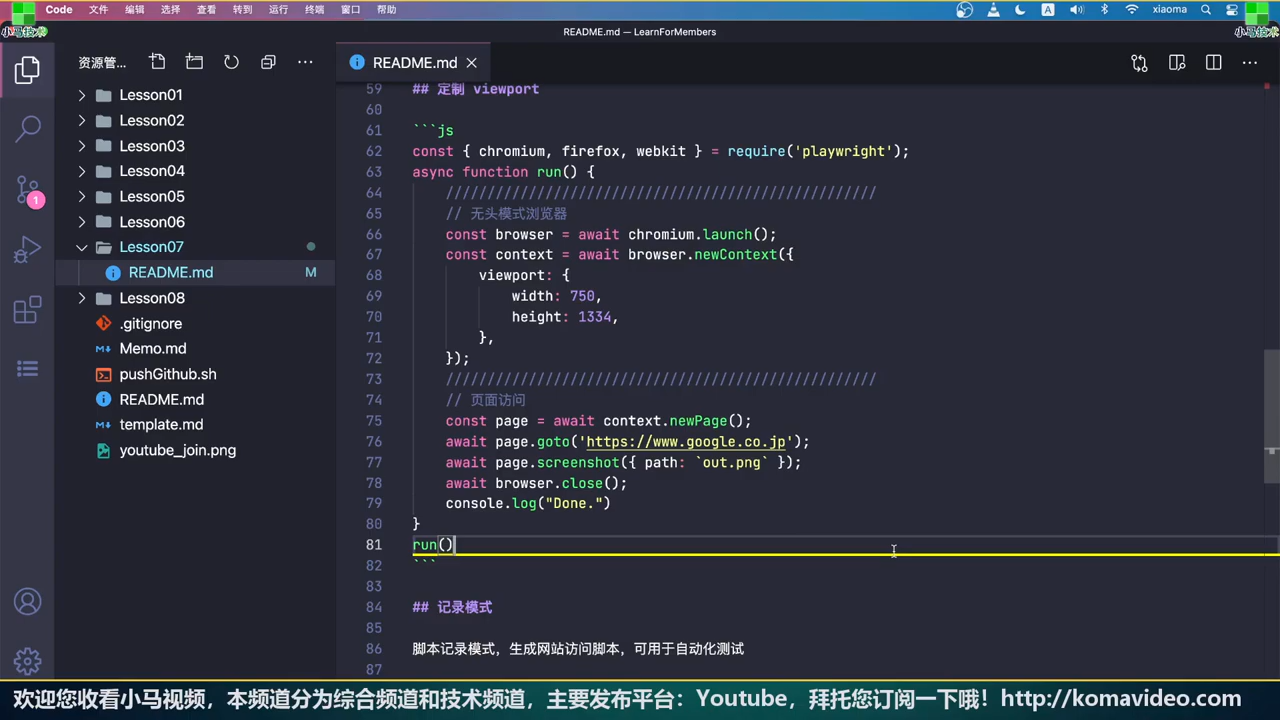 Code 文件 编辑 选择 查看 转到 运行 终端 窗口 帮助 A xiaoma
小马技术 README.md — LearnForMembers 小马技术
资源管... README.md
Lesson01
Lesson02
Lesson03
Lesson04
Lesson05
Lesson06
Lesson07
README.md M
Lesson08
.gitignore
Memo.md
pushGithub.sh
README.md
template.md
youtube_join.png
1
59 ## 定制 viewport
60
61 ```js
62 const { chromium, firefox, webkit } = require('playwright');
63 async function run() {
64 ////////////////////////////////////////////////////
65 // 无头模式浏览器
66 const browser = await chromium.launch();
67 const context = await browser.newContext({
68 viewport: {
69 width: 750,
70 height: 1334,
71 },
72 });
73 ////////////////////////////////////////////////////
74 // 页面访问
75 const page = await context.newPage();
76 await page.goto('https://www.google.co.jp');
77 await page.screenshot({ path: `out.png` });
78 await browser.close();
79 console.log("Done.")
80 }
81 run()
82 ```
83
84 ## 记录模式
85
86 脚本记录模式，生成网站访问脚本，可用于自动化测试
87
欢迎您收看小马视频，本频道分为综合频道和技术频道，主要发布平台：Youtube，拜托您订阅一下哦！http://komavideo.com